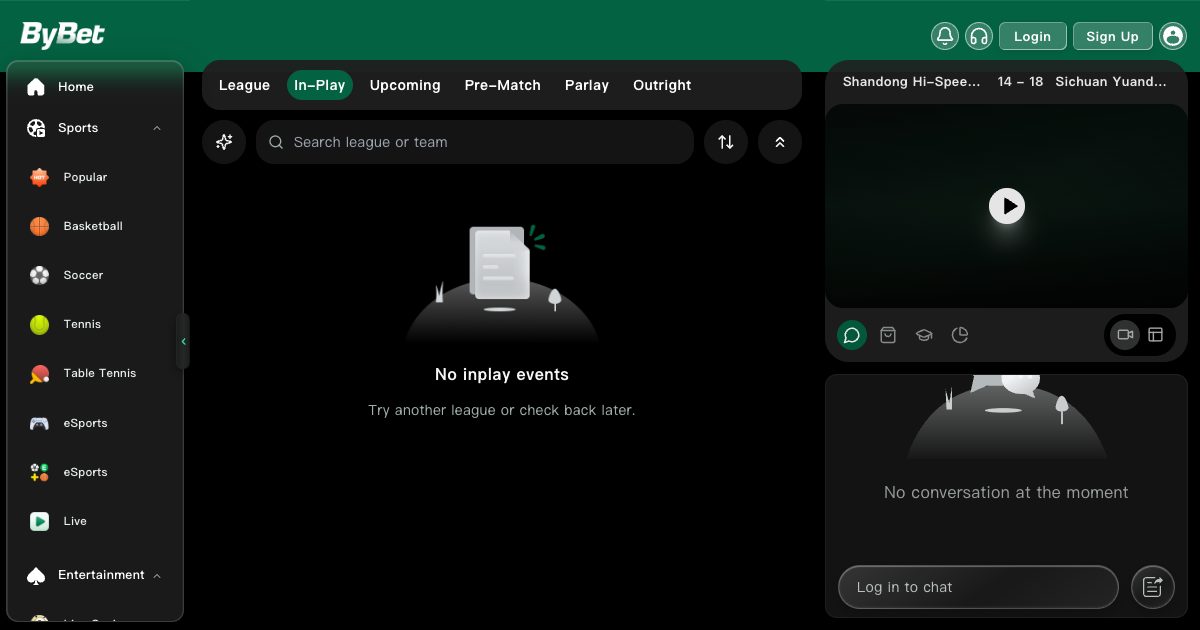 ByBet
Login
Sign Up
Home
Sports
HOT
Popular
Basketball
Soccer
Tennis
Table Tennis
eSports
eSports
Live
Entertainment
League
In-Play
Upcoming
Pre-Match
Parlay
Outright
Search league or team
No inplay events
Try another league or check back later.
Shandong Hi-Spee... 14 - 18 Sichuan Yuand...
No conversation at the moment
Log in to chat